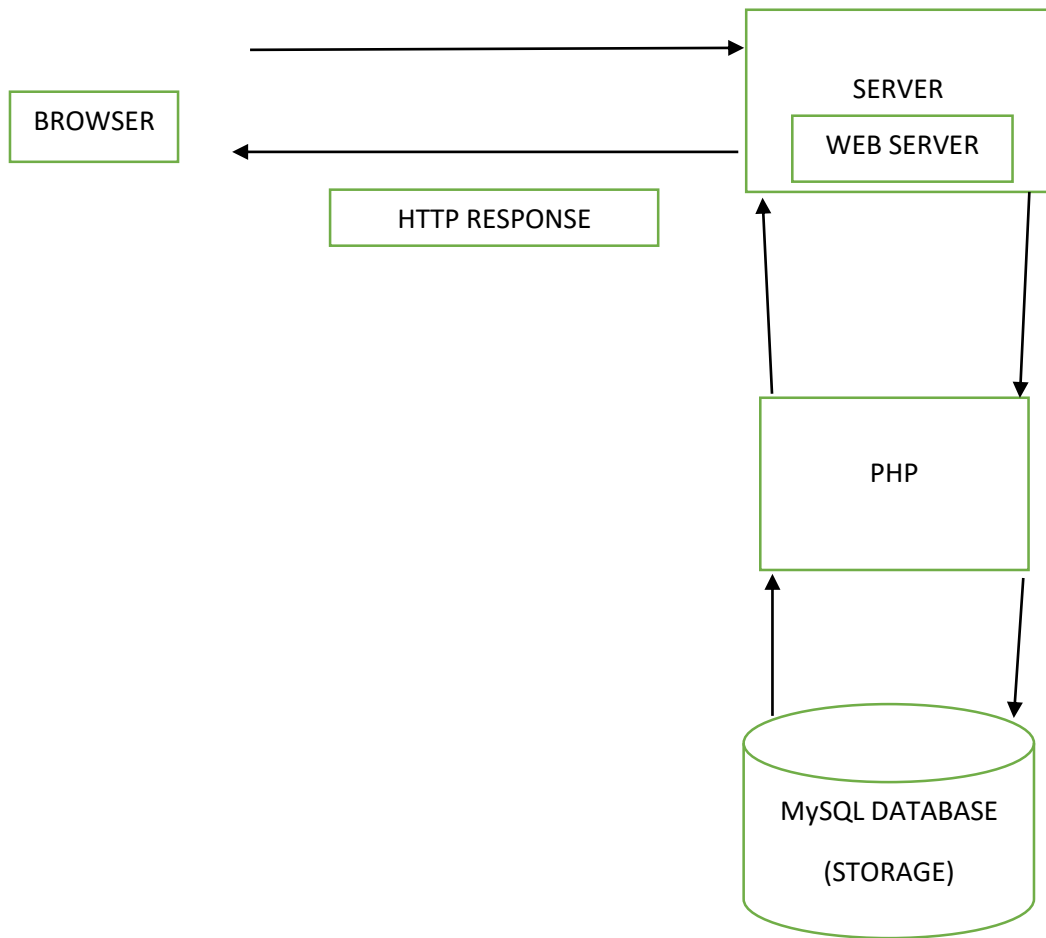 SERVER
BROWSER
WEB SERVER
HTTP RESPONSE
PHP
MySQL DATABASE
(STORAGE)